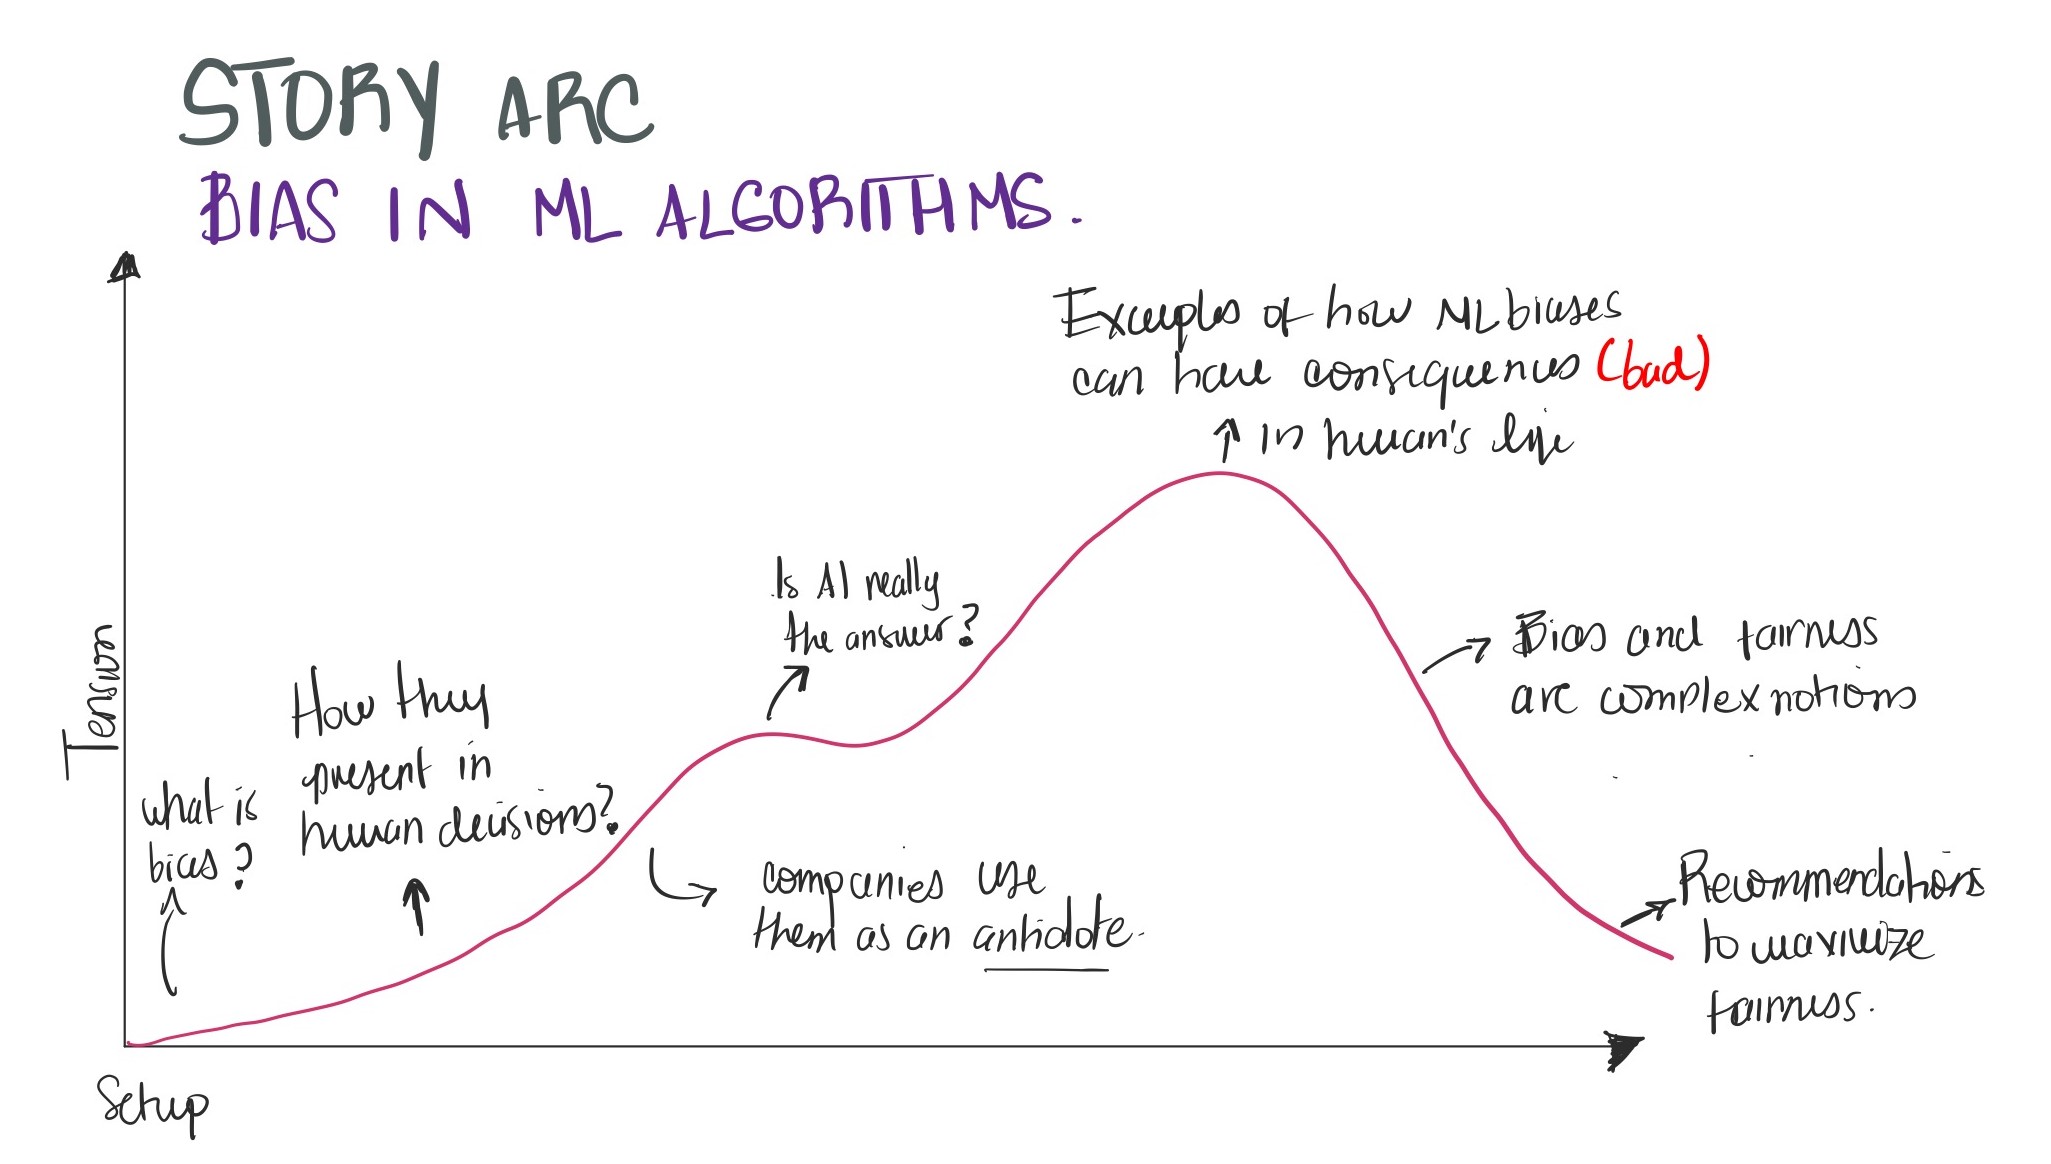 STORY ARC
BIAS IN ML ALGORITHMS.
Tension
what is
bias?
How they
present in
human decisions?
companies use
them as an antidote.
Is AI really
the answer?
Examples of how ML biases
can have consequences (bad)
in human's life
Bias and fairness
are complex notions
Recommendations
to maximize
fairness.
Setup